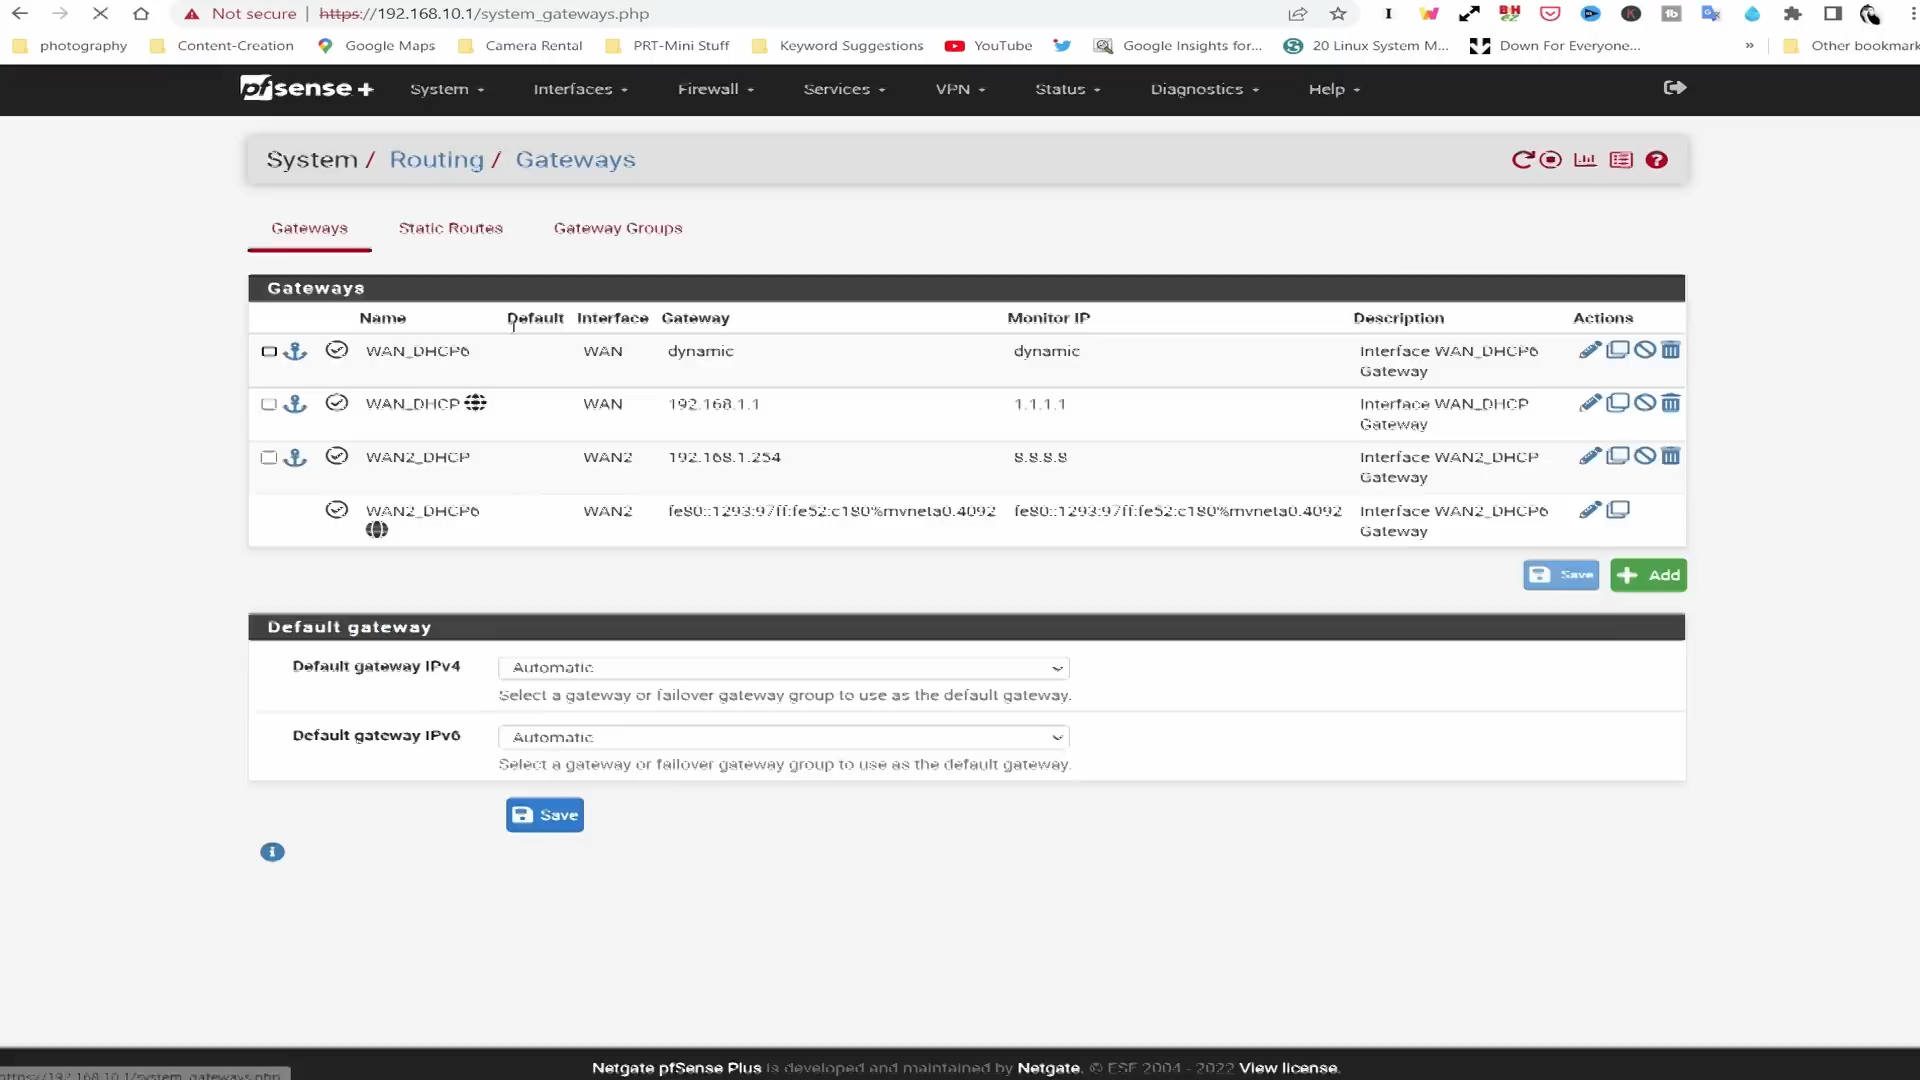 Not secure | https://192.168.10.1/system_gateways.php
photography Content-Creation Google Maps Camera Rental PRT-Mini Stuff Keyword Suggestions YouTube Google Insights for... 20 Linux System M... Down For Everyone... » Other bookmark
pfsense + System Interfaces Firewall Services VPN Status Diagnostics Help
System / Routing / Gateways
Gateways Static Routes Gateway Groups
Gateways
Name Default Interface Gateway Monitor IP Description Actions
WAN_DHCP6 WAN dynamic dynamic Interface WAN_DHCP6
Gateway
WAN_DHCP WAN 192.168.1.1 1.1.1.1 Interface WAN_DHCP
Gateway
WAN2_DHCP WAN2 192.168.1.254 8.8.8.8 Interface WAN2_DHCP
Gateway
WAN2_DHCP6 WAN2 fe80::1293:97ff:fe52:c180%mvneta0.4092 fe80::1293:97ff:fe52:c180%mvneta0.4092 Interface WAN2_DHCP6
Gateway
Save + Add
Default gateway
Default gateway IPv4 Automatic
Select a gateway or failover gateway group to use as the default gateway.
Default gateway IPv6 Automatic
Select a gateway or failover gateway group to use as the default gateway.
Save
Netgate pfSense Plus is developed and maintained by Netgate. © ESF 2004 - 2022 View license.
https://192.168.10.1/system_gateways.php